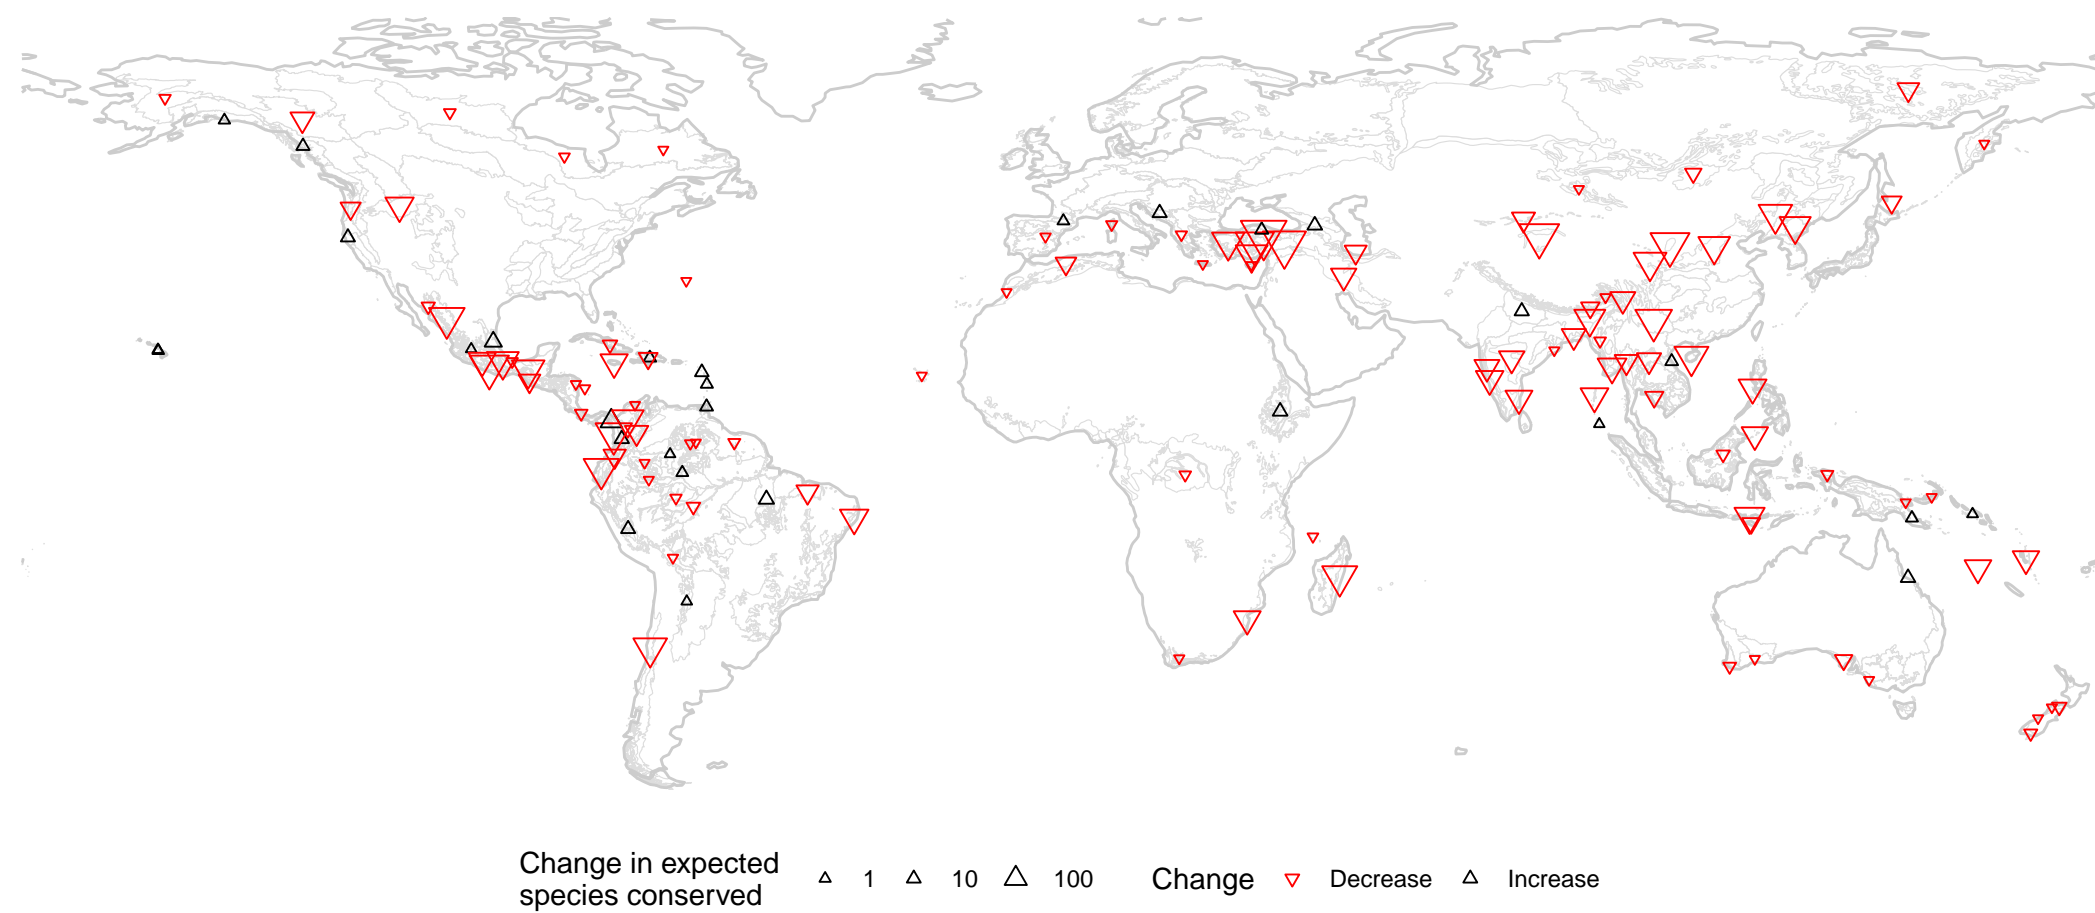 Change in expected
species conserved
1
10
100
Change
Decrease
Increase